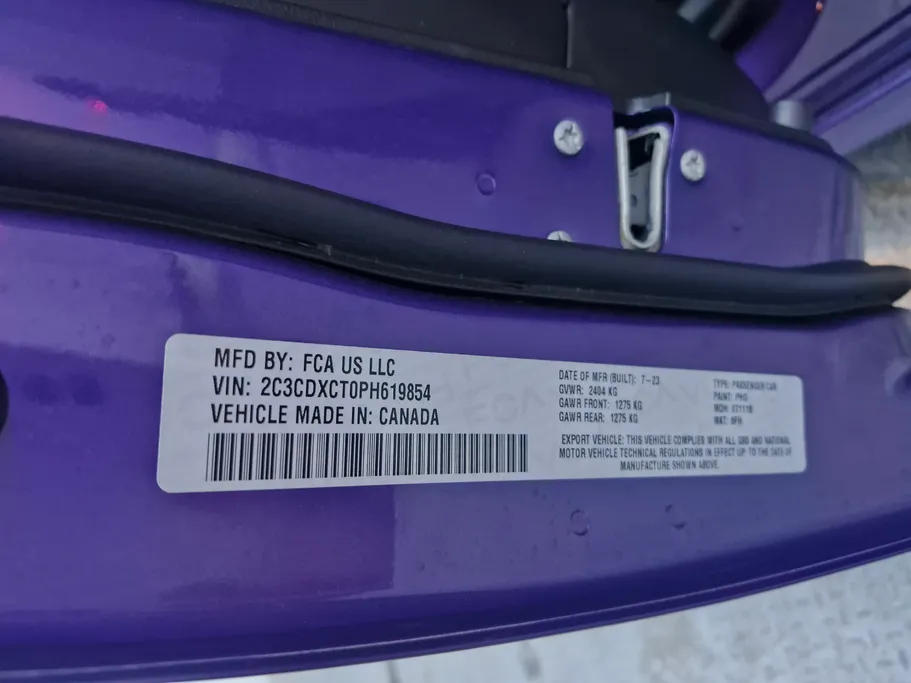 MFD BY: FCA US LLC
VIN: 2C3CDXCT0PH619854
VEHICLE MADE IN: CANADA
DATE OF MFR (BUILT): 7-23
GVWR: 2404 KG
GAWR FRONT: 1275 KG
GAWR REAR: 1275 KG
TYPE: PASSENGER CAR
PAINT: PHG
MDH: 071118
MAT:
EXPORT VEHICLE: THIS VEHICLE COMPLIES WITH ALL GSO AND NATIONAL
MOTOR VEHICLE TECHNICAL REGULATIONS IN EFFECT UP TO THE DATE OF
MANUFACTURE SHOWN ABOVE.